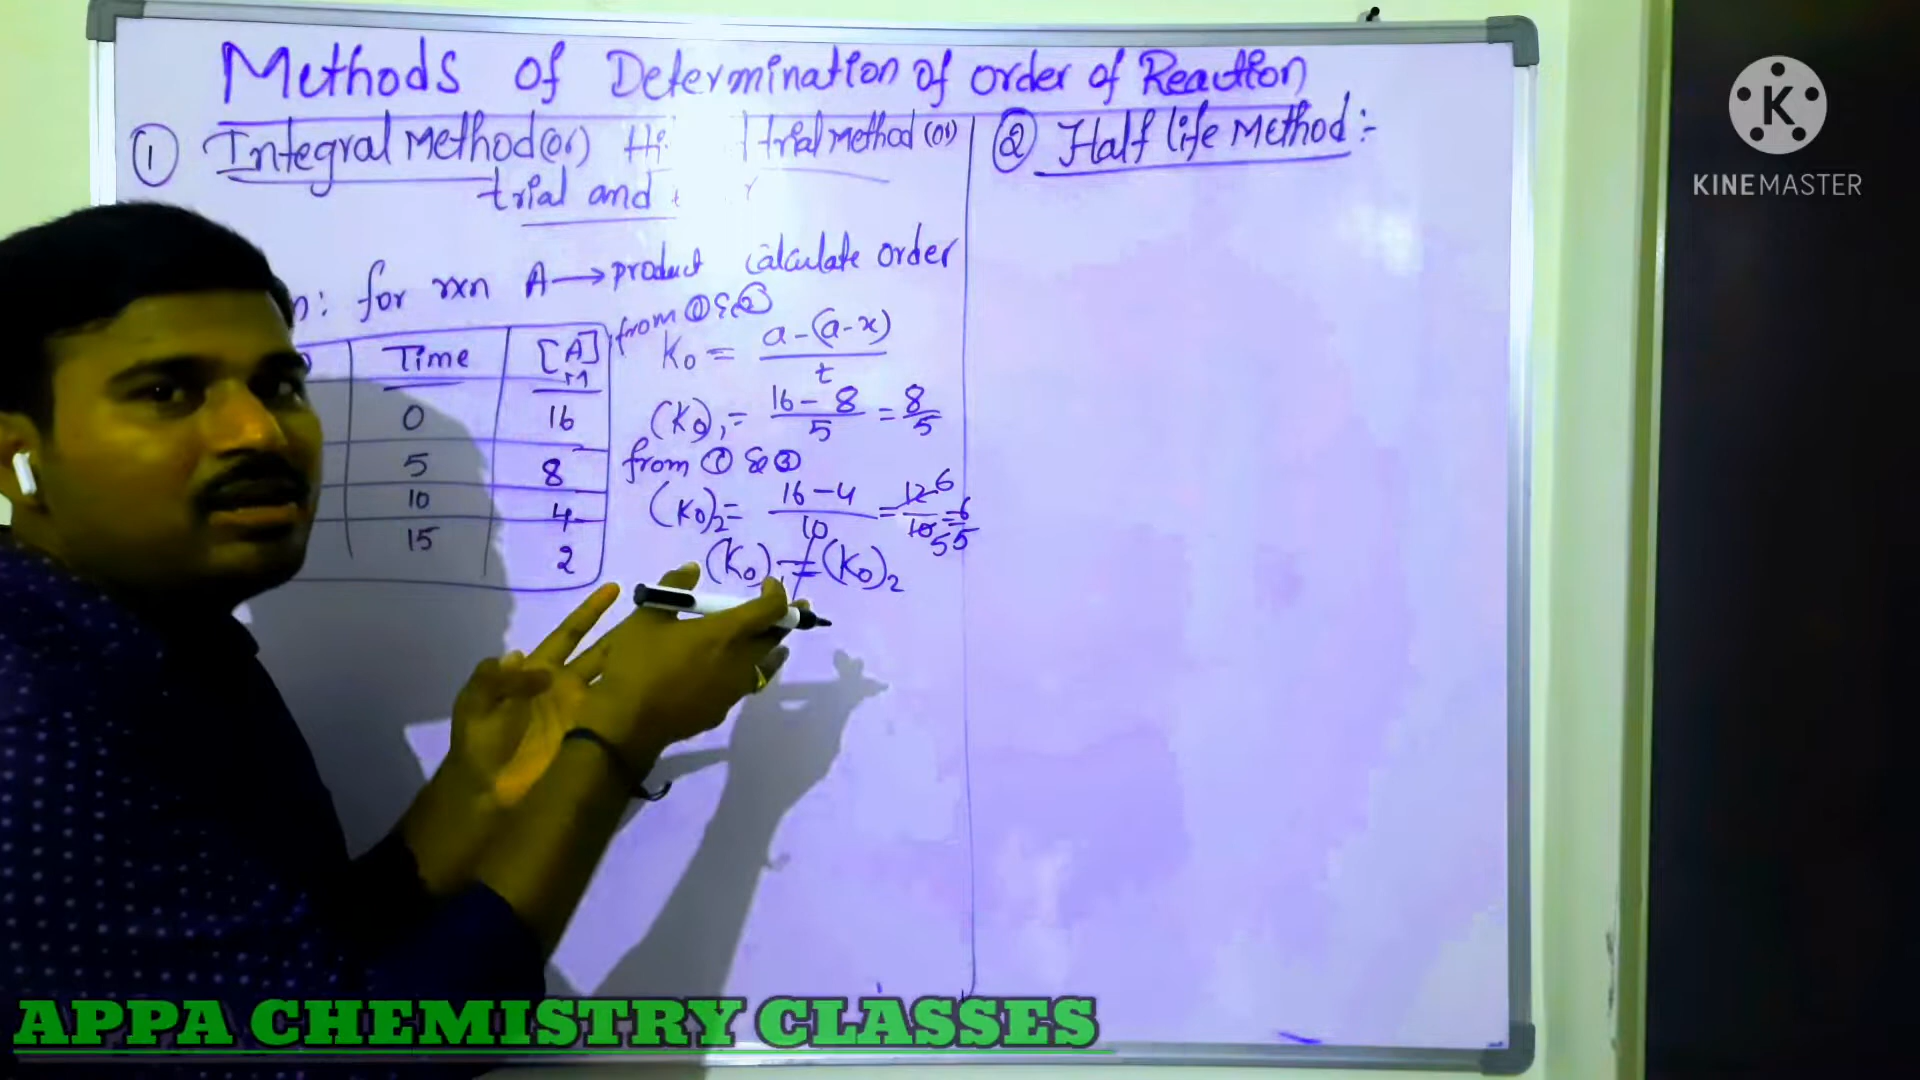 Methods of Determination of order of Reaction
① Integral Method (or) Hi trial method (or)
trial and
② Half life Method :-
n: for rxn A → product calculate order
Time [A] M
0 16
5 8
10 4
15 2
from ① & ②
K₀ = a-(a-x) / t
(K₀)₁ = 16-8 / 5 = 8/5
from ① & ③
(K₀)₂ = 16-4 / 10 = 12 6 / 10 5 = 6/5
(K₀)₁ ≠ (K₀)₂
K
KINEMASTER
APPA CHEMISTRY CLASSES